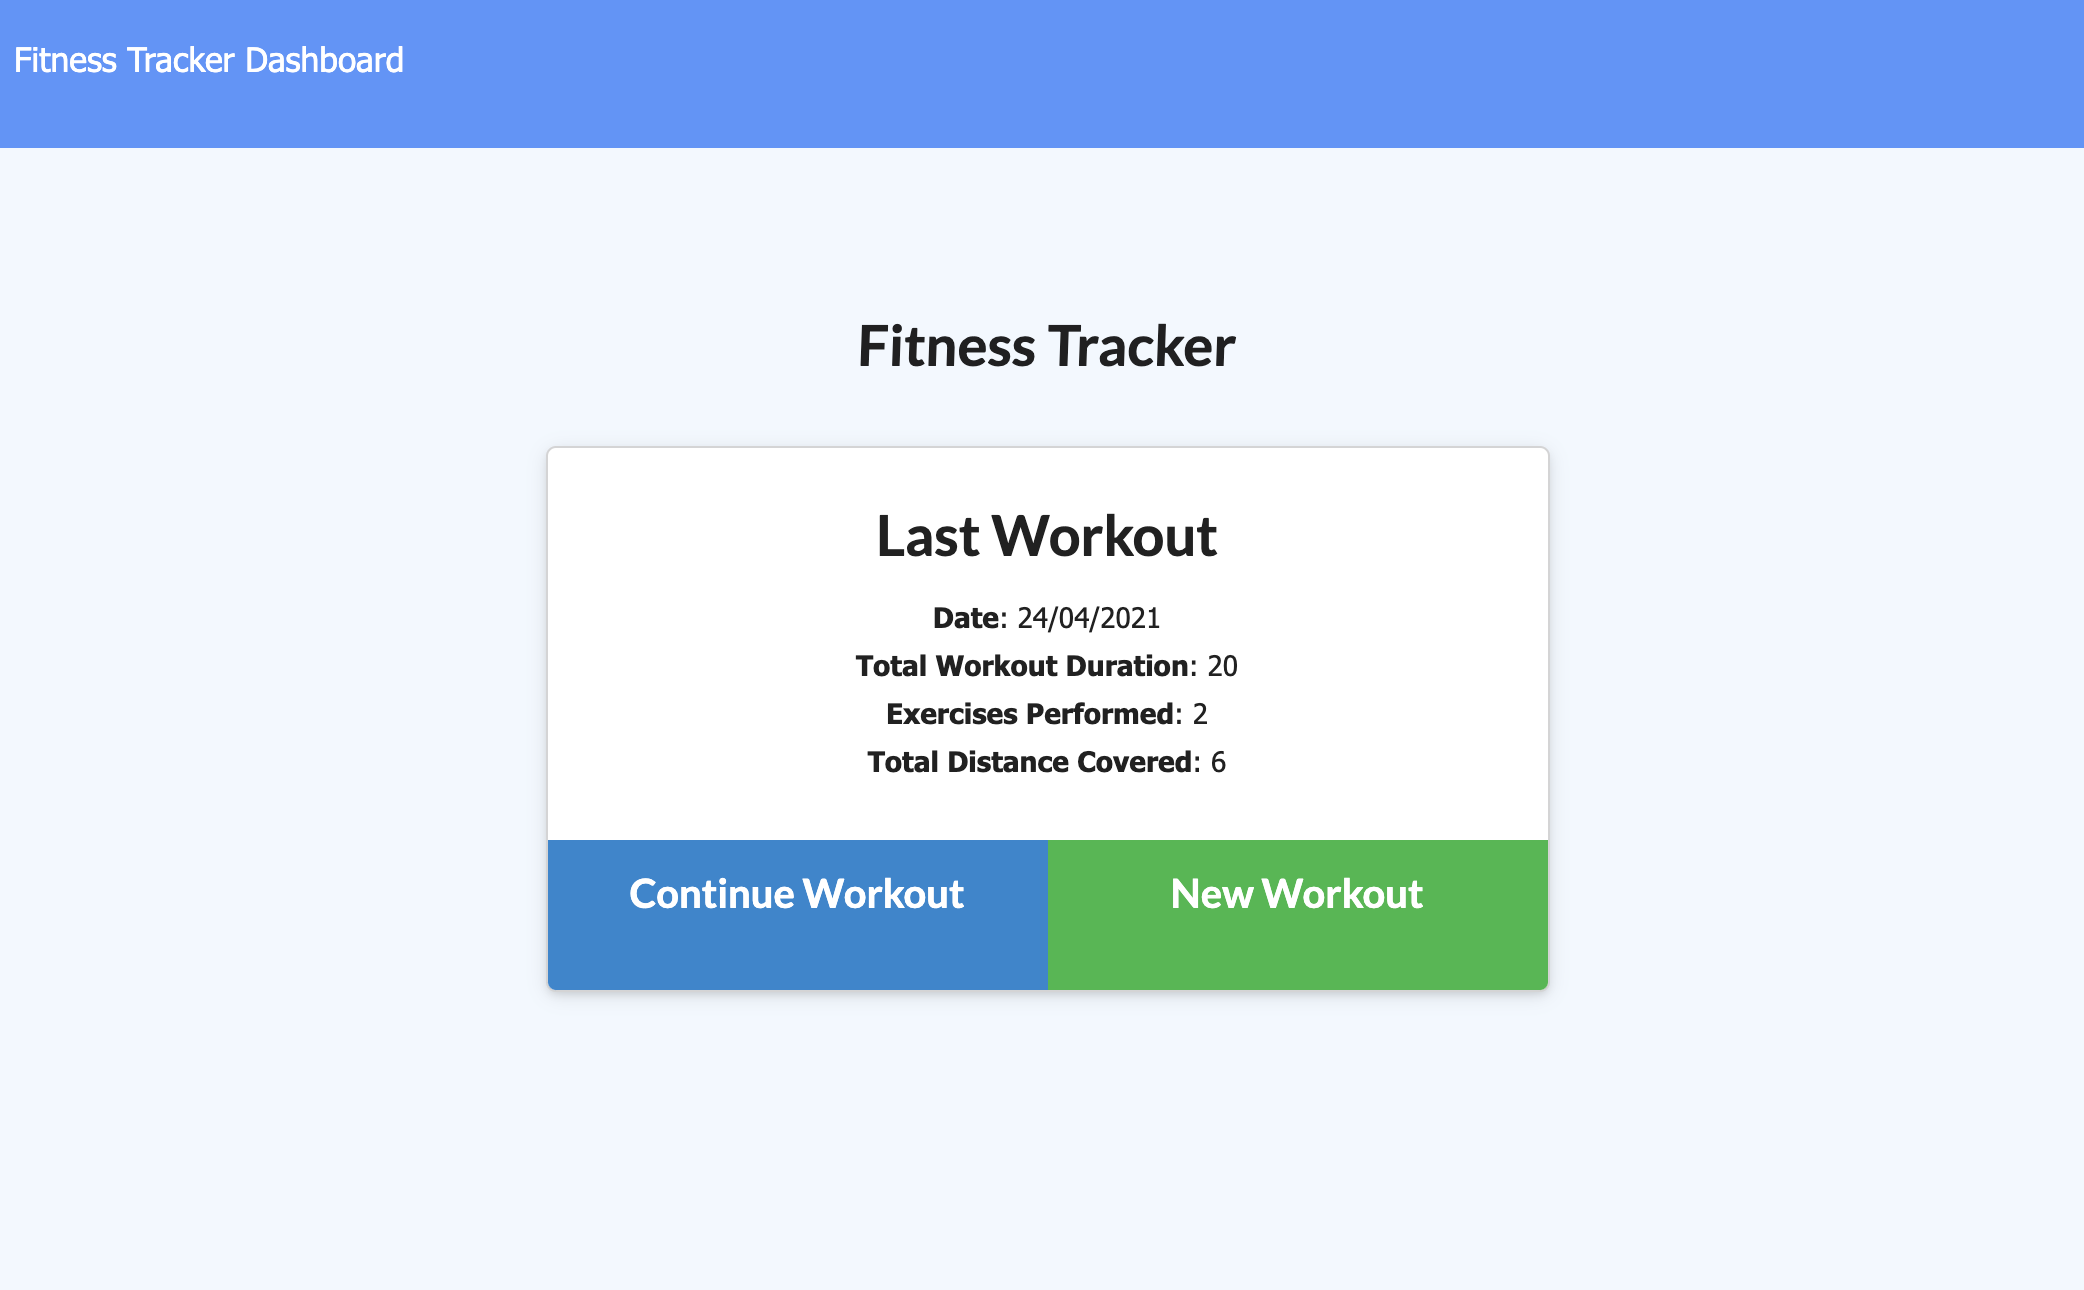 Fitness Tracker Dashboard
Fitness Tracker
Last Workout
Date: 24/04/2021
Total Workout Duration: 20
Exercises Performed: 2
Total Distance Covered: 6
Continue Workout
New Workout